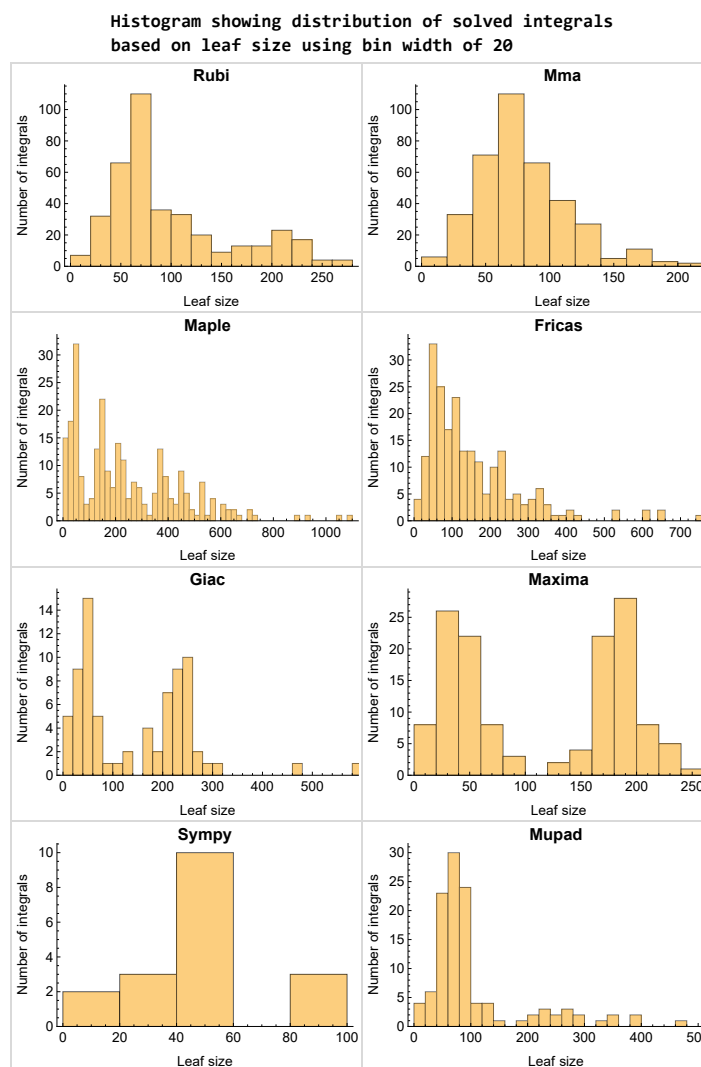 Histogram showing distribution of solved integrals
based on leaf size using bin width of 20
Rubi
Number of integrals
0 20 40 60 80 100
0 50 100 150 200 250
Leaf size
Mma
Number of integrals
0 20 40 60 80 100
0 50 100 150 200
Leaf size
Maple
Number of integrals
0 5 10 15 20 25 30
0 200 400 600 800 1000
Leaf size
Fricas
Number of integrals
0 5 10 15 20 25 30
0 100 200 300 400 500 600 700
Leaf size
Giac
Number of integrals
0 2 4 6 8 10 12 14
0 100 200 300 400 500
Leaf size
Maxima
Number of integrals
0 5 10 15 20 25
0 50 100 150 200 250
Leaf size
Sympy
Number of integrals
0 2 4 6 8 10
0 20 40 60 80 100
Leaf size
Mupad
Number of integrals
0 5 10 15 20 25 30
0 100 200 300 400
Leaf size